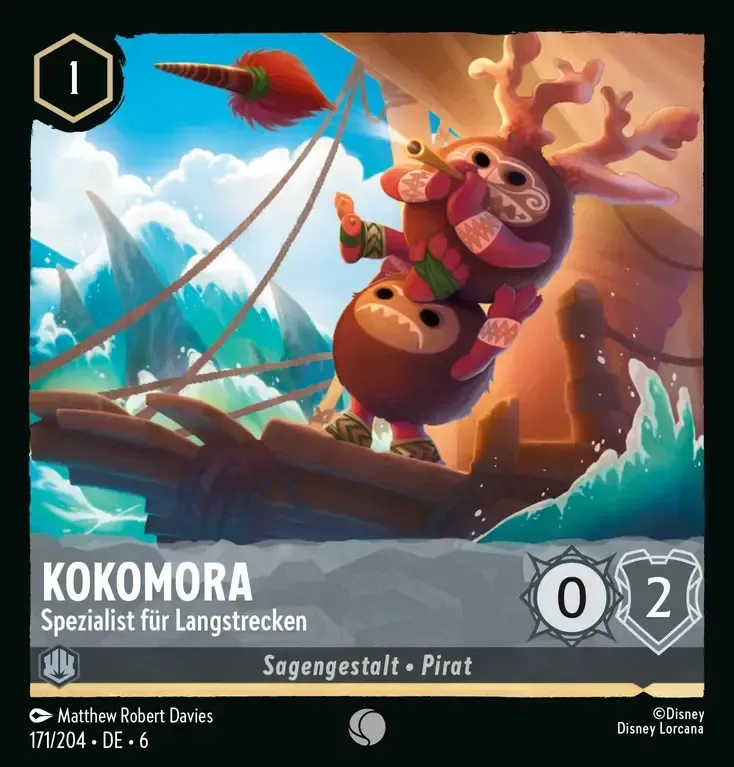 1
KOKOMORA
Spezialist für Langstrecken
0
2
Sagengestalt • Pirat
Matthew Robert Davies
171/204 • DE • 6
©Disney
Disney Lorcana